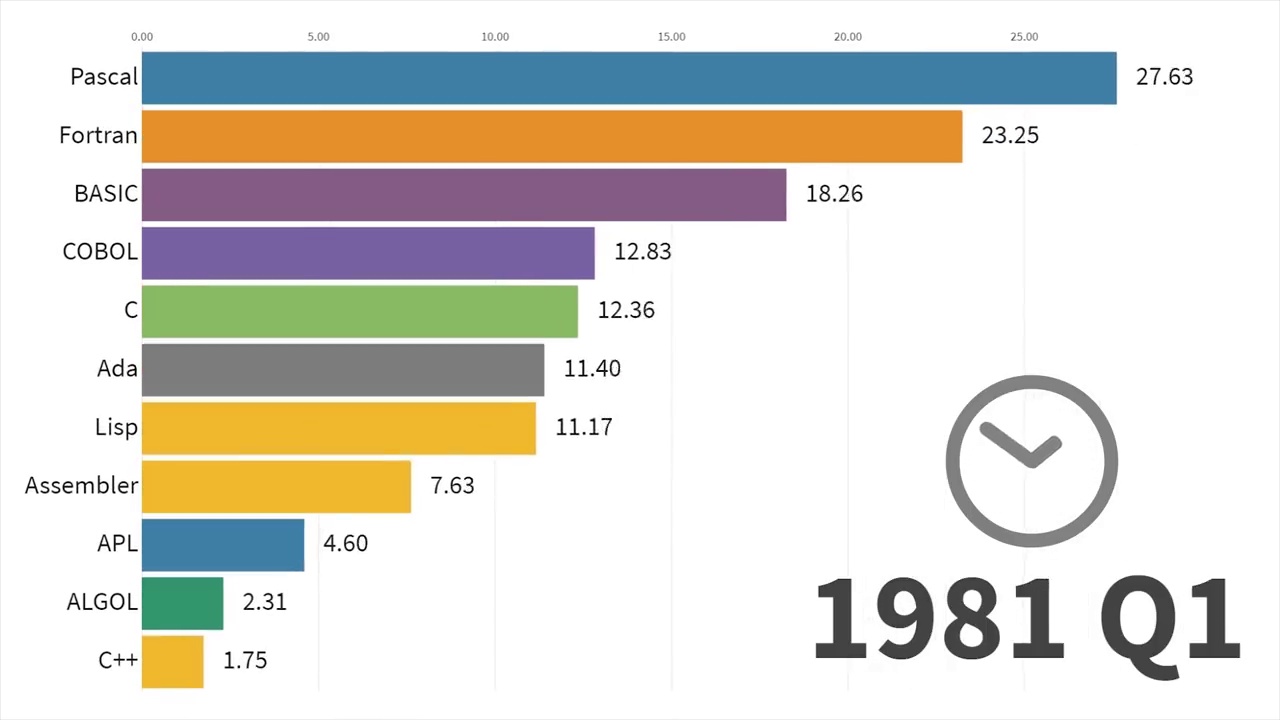 0.00 5.00 10.00 15.00 20.00 25.00
Pascal 27.63
Fortran 23.25
BASIC 18.26
COBOL 12.83
C 12.36
Ada 11.40
Lisp 11.17
Assembler 7.63
APL 4.60
ALGOL 2.31
C++ 1.75
1981 Q1